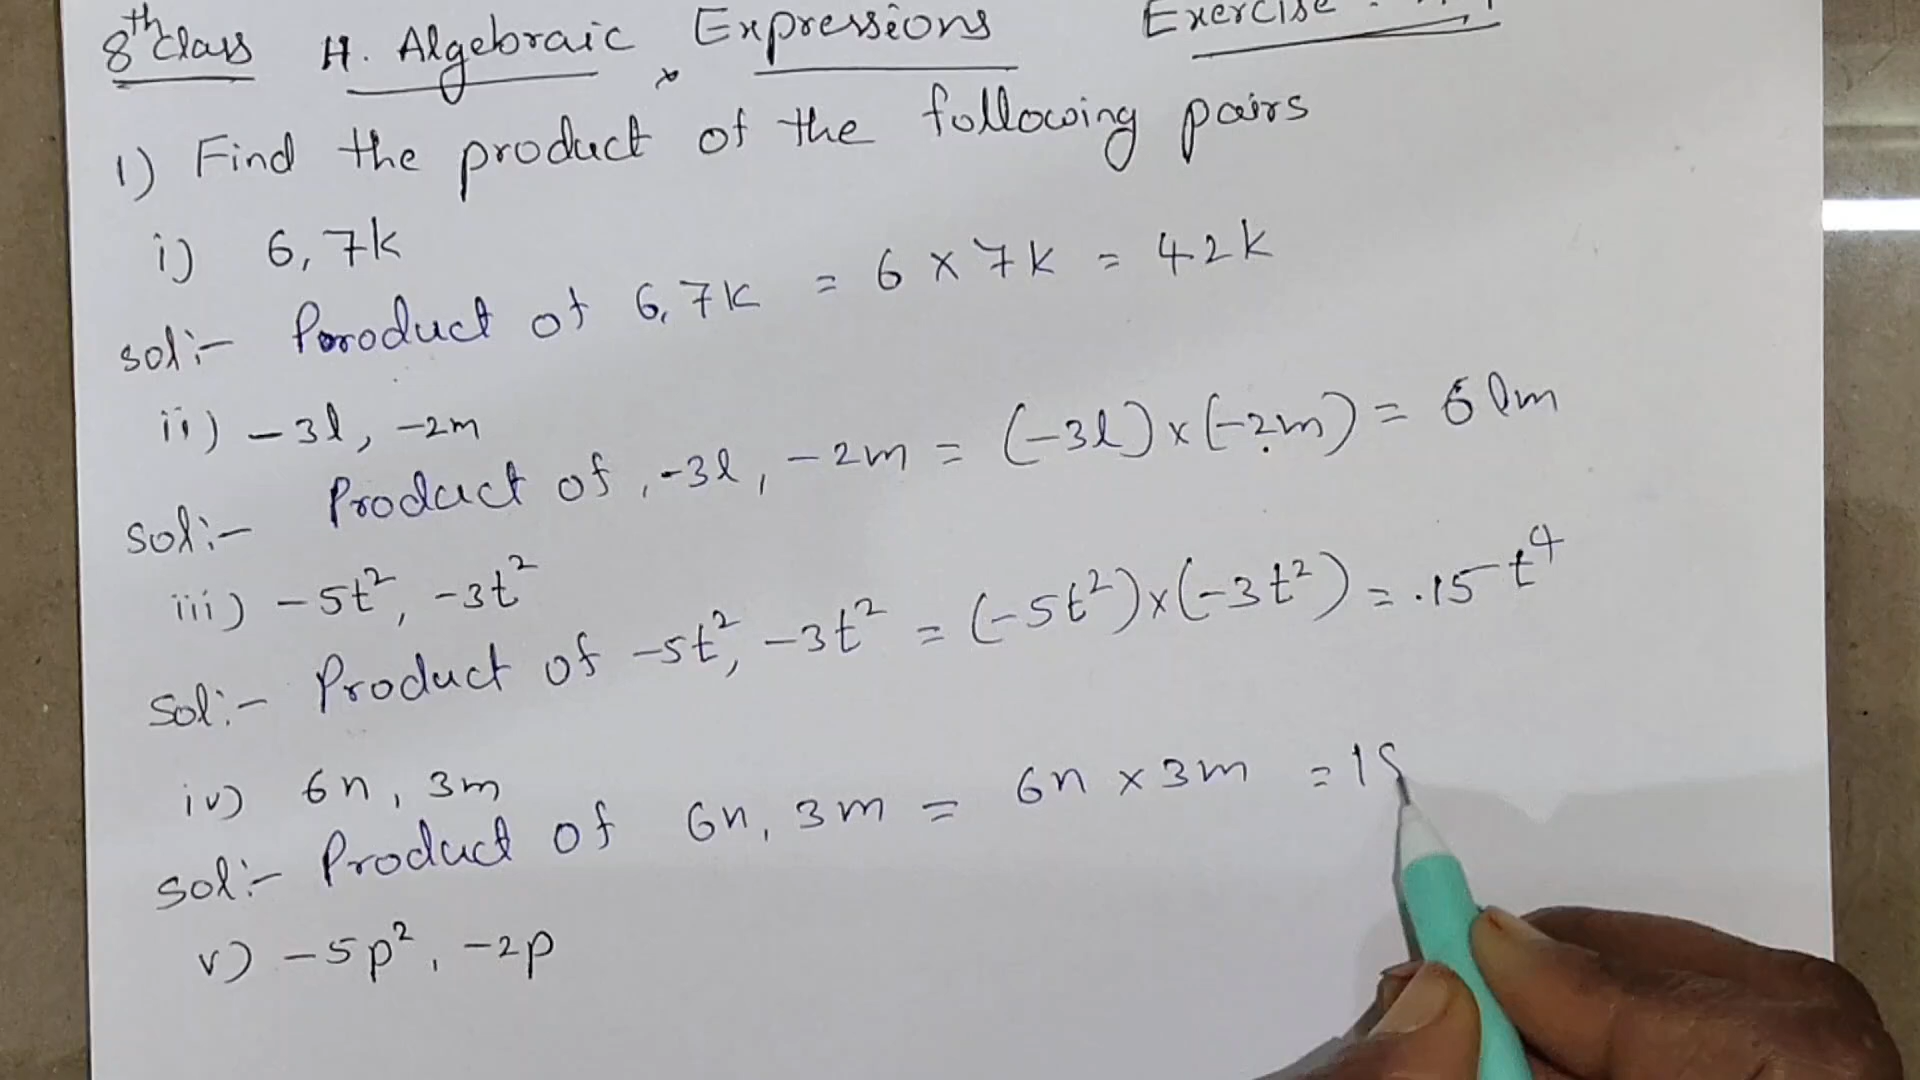 8th Class 11. Algebraic Expressions Exercise:
1) Find the product of the following pairs
i) 6, 7k
Sol:- Product of 6, 7k = 6 × 7k = 42k
ii) -3l, -2m
Sol:- Product of, -3l, -2m = (-3l)×(-2m) = 6lm
iii) -5t², -3t²
Sol:- Product of -5t², -3t² = (-5t²)×(-3t²) = .15t⁴
iv) 6n, 3m
Sol:- Product of 6n, 3m = 6n × 3m = 1
v) -5p², -2p